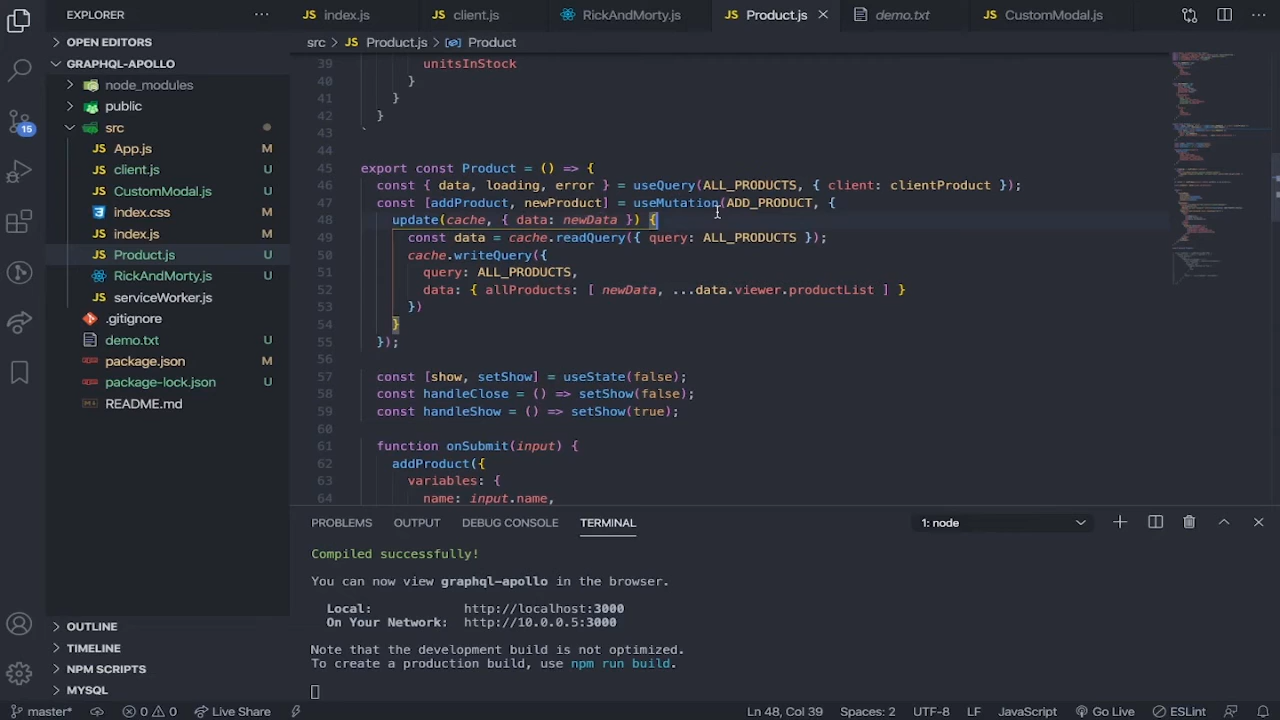 EXPLORER
···
index.js
client.js
RickAndMorty.js
Product.js
demo.txt
CustomModal.js
···
OPEN EDITORS
GRAPHQL-APOLLO
node_modules
public
src
App.js M
client.js U
CustomModal.js U
index.css M
index.js M
Product.js U
RickAndMorty.js U
serviceWorker.js
.gitignore
demo.txt U
package.json M
package-lock.json U
README.md
OUTLINE
TIMELINE
NPM SCRIPTS
MYSQL
15
src > Product.js > Product
39 unitsInStock
40 }
41 }
42 }
43 `
44
45 export const Product = () => {
46 const { data, loading, error } = useQuery(ALL_PRODUCTS, { client: clientProduct });
47 const [addProduct, newProduct] = useMutation(ADD_PRODUCT, {
48 update(cache, { data: newData }) {
49 const data = cache.readQuery({ query: ALL_PRODUCTS });
50 cache.writeQuery({
51 query: ALL_PRODUCTS,
52 data: { allProducts: [ newData, ...data.viewer.productList ] }
53 })
54 }
55 });
56
57 const [show, setShow] = useState(false);
58 const handleClose = () => setShow(false);
59 const handleShow = () => setShow(true);
60
61 function onSubmit(input) {
62 addProduct({
63 variables: {
64 name: input.name,
PROBLEMS OUTPUT DEBUG CONSOLE TERMINAL 1: node
Compiled successfully!
You can now view graphql-apollo in the browser.
Local: http://localhost:3000
On Your Network: http://10.0.0.5:3000
Note that the development build is not optimized.
To create a production build, use npm run build.
master* 0 0 Live Share Ln 48, Col 39 Spaces: 2 UTF-8 LF JavaScript Go Live ESLint